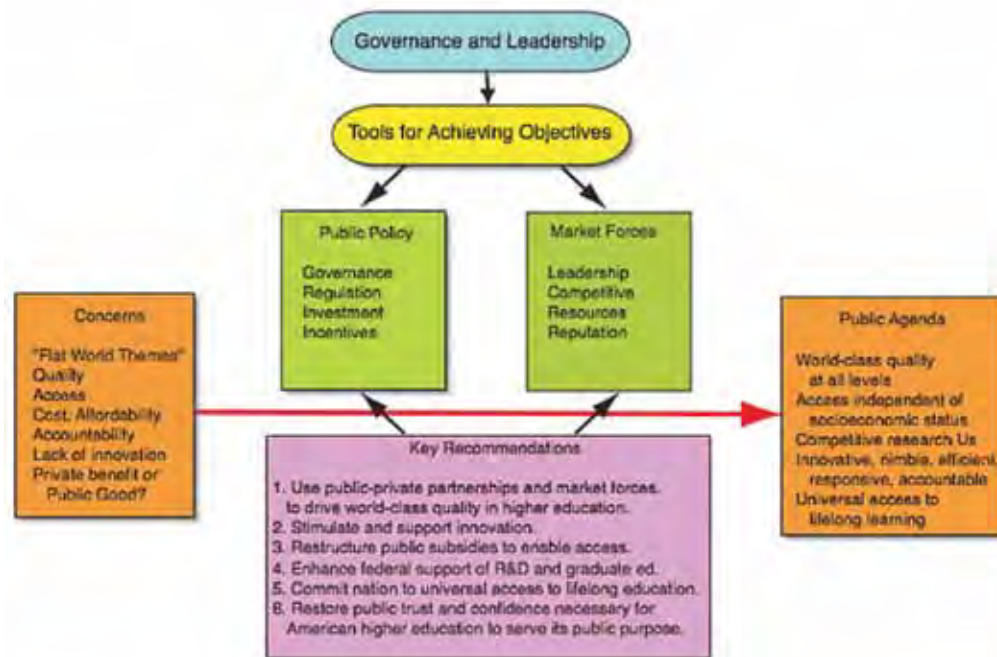 Governance and Leadership
Tools for Achieving Objectives
Public Policy
Governance
Regulation
Investment
Incentives
Market Forces
Leadership
Competitive
Resources
Reputation
Concerns
"Flat World Themes"
Quality
Access
Cost, Affordability
Accountability
Lack of innovation
Private benefit or
Public Good?
Public Agenda
World-class quality
at all levels
Access independent of
socioeconomic status
Competitive research Us
Innovative, nimble, efficient,
responsive, accountable
Universal access to
lifelong learning
Key Recommendations
1. Use public-private partnerships and market forces
to drive world-class quality in higher education.
2. Stimulate and support innovation.
3. Restructure public subsidies to enable access.
4. Enhance federal support of R&D and graduate ed.
5. Commit nation to universal access to lifelong education.
6. Restore public trust and confidence necessary for
American higher education to serve its public purpose.